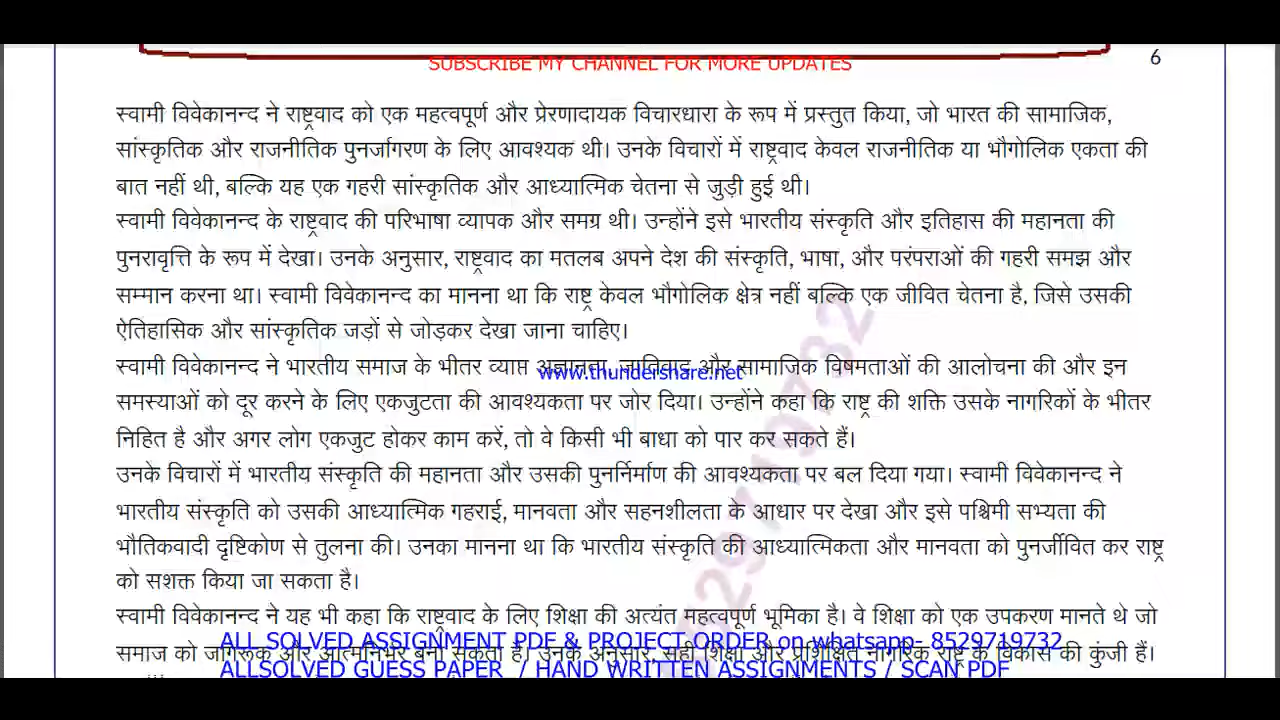 SUBSCRIBE MY CHANNEL FOR MORE UPDATES
6
स्वामी विवेकानन्द ने राष्ट्रवाद को एक महत्वपूर्ण और प्रेरणादायक विचारधारा के रूप में प्रस्तुत किया, जो भारत की सामाजिक,
सांस्कृतिक और राजनीतिक पुनर्जागरण के लिए आवश्यक थी। उनके विचारों में राष्ट्रवाद केवल राजनीतिक या भौगोलिक एकता की
बात नहीं थी, बल्कि यह एक गहरी सांस्कृतिक और आध्यात्मिक चेतना से जुड़ी हुई थी।
स्वामी विवेकानन्द के राष्ट्रवाद की परिभाषा व्यापक और समग्र थी। उन्होंने इसे भारतीय संस्कृति और इतिहास की महानता की
पुनरावृत्ति के रूप में देखा। उनके अनुसार, राष्ट्रवाद का मतलब अपने देश की संस्कृति, भाषा, और परंपराओं की गहरी समझ और
सम्मान करना था। स्वामी विवेकानन्द का मानना था कि राष्ट्र केवल भौगोलिक क्षेत्र नहीं बल्कि एक जीवित चेतना है, जिसे उसकी
ऐतिहासिक और सांस्कृतिक जड़ों से जोड़कर देखा जाना चाहिए।
स्वामी विवेकानन्द ने भारतीय समाज के भीतर व्याप्त अज्ञानता, जातिवाद और सामाजिक विषमताओं की आलोचना की और इन
www.thundershare.net
समस्याओं को दूर करने के लिए एकजुटता की आवश्यकता पर जोर दिया। उन्होंने कहा कि राष्ट्र की शक्ति उसके नागरिकों के भीतर
निहित है और अगर लोग एकजुट होकर काम करें, तो वे किसी भी बाधा को पार कर सकते हैं।
उनके विचारों में भारतीय संस्कृति की महानता और उसकी पुनर्निर्माण की आवश्यकता पर बल दिया गया। स्वामी विवेकानन्द ने
भारतीय संस्कृति को उसकी आध्यात्मिक गहराई, मानवता और सहनशीलता के आधार पर देखा और इसे पश्चिमी सभ्यता की
भौतिकवादी दृष्टिकोण से तुलना की। उनका मानना था कि भारतीय संस्कृति की आध्यात्मिकता और मानवता को पुनर्जीवित कर राष्ट्र
को सशक्त किया जा सकता है।
स्वामी विवेकानन्द ने यह भी कहा कि राष्ट्रवाद के लिए शिक्षा की अत्यंत महत्वपूर्ण भूमिका है। वे शिक्षा को एक उपकरण मानते थे जो
ALL SOLVED ASSIGNMENT PDF & PROJECT ORDER on whatsapp- 8529719732
समाज को जागरूक और आत्मनिर्भर बना सकता है। उनके अनुसार, सही शिक्षा और प्रशिक्षित नागरिक राष्ट्र के विकास की कुंजी हैं।
ALLSOLVED GUESS PAPER / HAND WRITTEN ASSIGNMENTS / SCAN PDF
8529719732